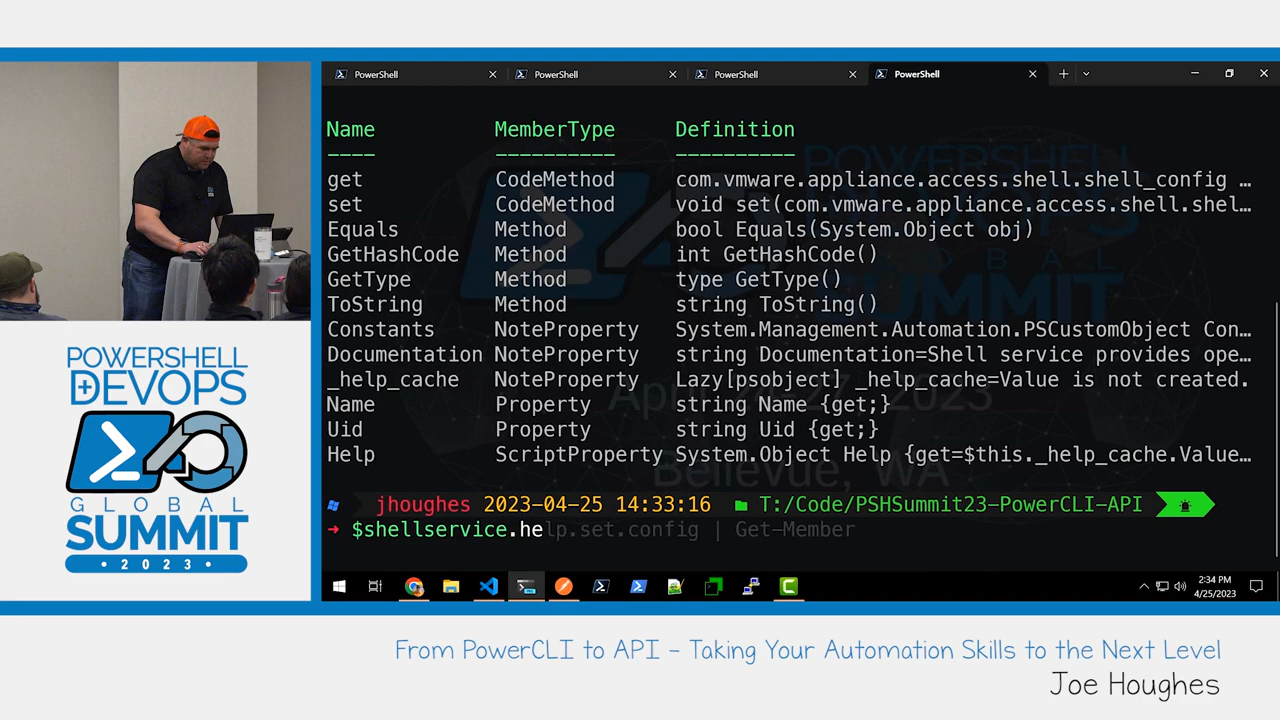 PowerShell
PowerShell
PowerShell
PowerShell
Name MemberType Definition
---- ---------- ----------
get CodeMethod com.vmware.appliance.access.shell.shell_config …
set CodeMethod void set(com.vmware.appliance.access.shell.shel…
Equals Method bool Equals(System.Object obj)
GetHashCode Method int GetHashCode()
GetType Method type GetType()
ToString Method string ToString()
Constants NoteProperty System.Management.Automation.PSCustomObject Con…
Documentation NoteProperty string Documentation=Shell service provides ope…
_help_cache NoteProperty Lazy[psobject] _help_cache=Value is not created.
Name Property string Name {get;}
Uid Property string Uid {get;}
Help ScriptProperty System.Object Help {get=$this._help_cache.Value…
jhoughes 2023-04-25 14:33:16 T:/Code/PSHSummit23-PowerCLI-API
➜ $shellservice.help.set.config | Get-Member
POWERSHELL
SUMMIT
Bellevue, WA
2:34 PM
4/25/2023
POWERSHELL
+DEVOPS
GLOBAL
SUMMIT
• 2023 •
From PowerCLI to API - Taking Your Automation Skills to the Next Level
Joe Houghes